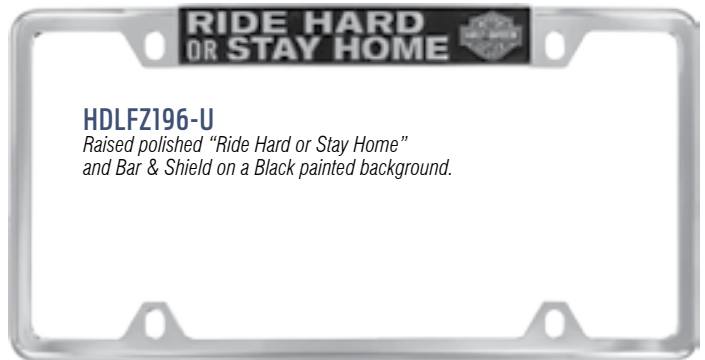 RIDE HARD
OR STAY HOME
HDLFZ196-U
Raised polished “Ride Hard or Stay Home”
and Bar & Shield on a Black painted background.